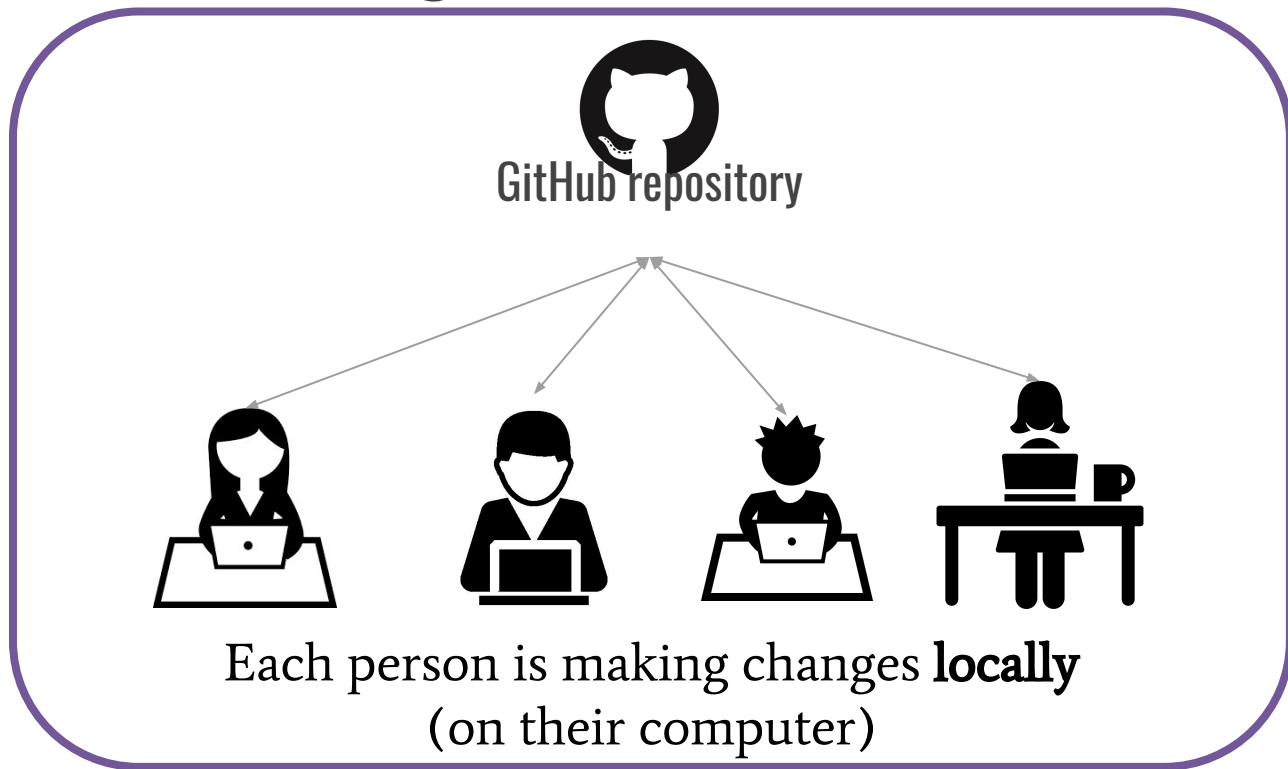 GitHub repository
Each person is making changes locally
(on their computer)